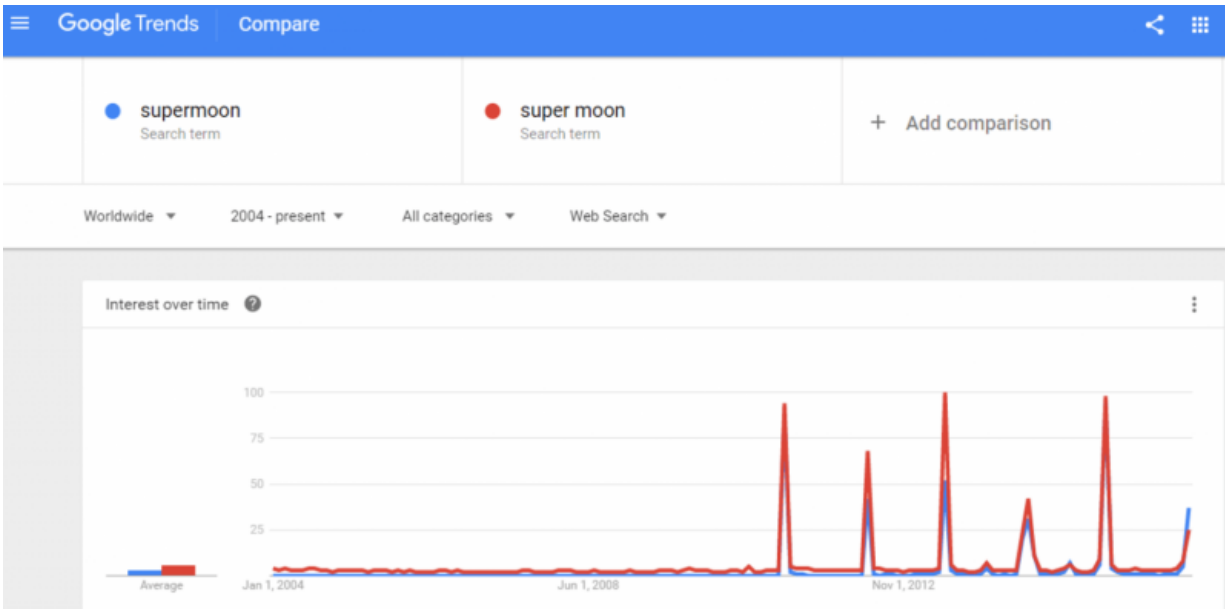 Google Trends Compare
supermoon super moon + Add comparison
Search term Search term
Worldwide 2004 - present All categories Web Search
Interest over time ?
100
75
50
25
Average Jan 1, 2004 Jun 1, 2008 Nov 1, 2012